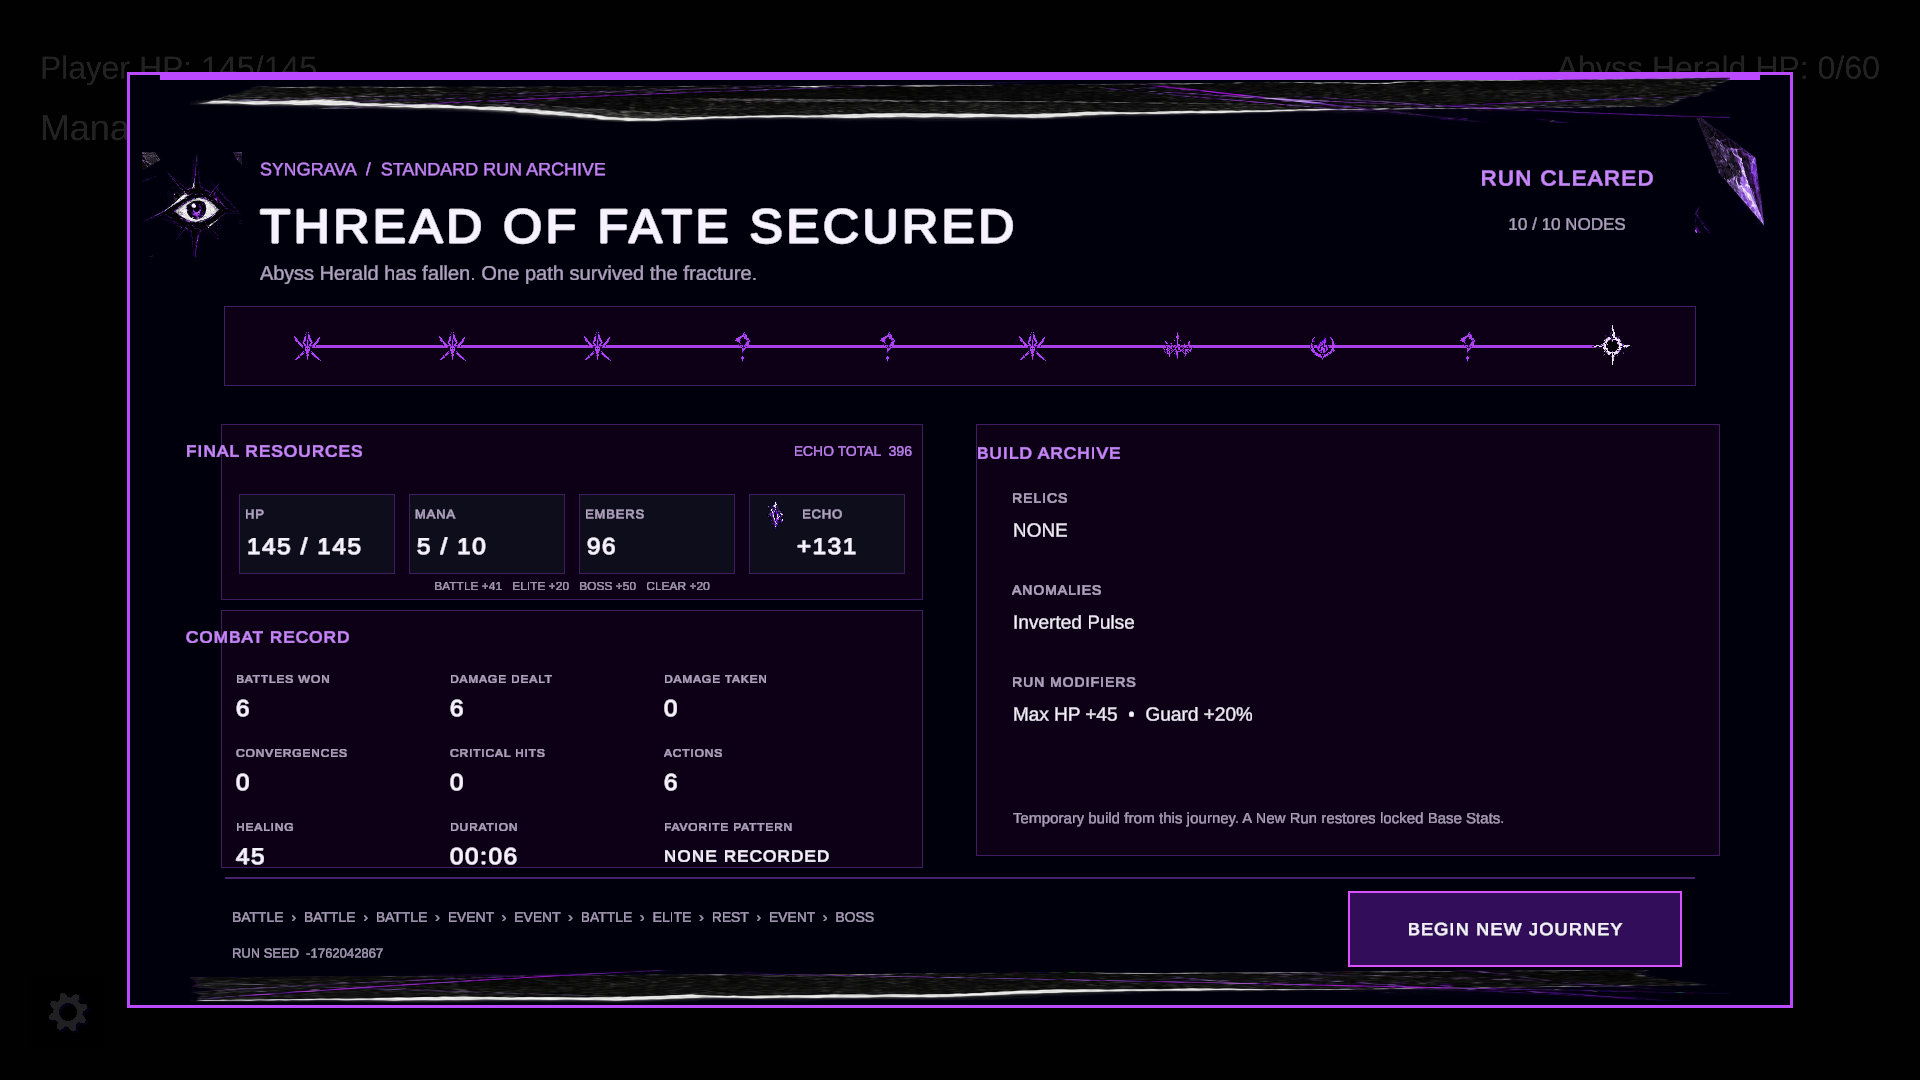 Player HP: 145/145
Abyss Herald HP: 0/60
Mana
SYNGRAVA / STANDARD RUN ARCHIVE
THREAD OF FATE SECURED
Abyss Herald has fallen. One path survived the fracture.
RUN CLEARED
10 / 10 NODES
FINAL RESOURCES
ECHO TOTAL 396
HP
145 / 145
MANA
5 / 10
EMBERS
96
ECHO
+131
BATTLE +41 ELITE +20 BOSS +50 CLEAR +20
COMBAT RECORD
BATTLES WON
6
DAMAGE DEALT
6
DAMAGE TAKEN
0
CONVERGENCES
0
CRITICAL HITS
0
ACTIONS
6
HEALING
45
DURATION
00:06
FAVORITE PATTERN
NONE RECORDED
BUILD ARCHIVE
RELICS
NONE
ANOMALIES
Inverted Pulse
RUN MODIFIERS
Max HP +45 • Guard +20%
Temporary build from this journey. A New Run restores locked Base Stats.
BATTLE › BATTLE › BATTLE › EVENT › EVENT › BATTLE › ELITE › REST › EVENT › BOSS
RUN SEED -1762042867
BEGIN NEW JOURNEY